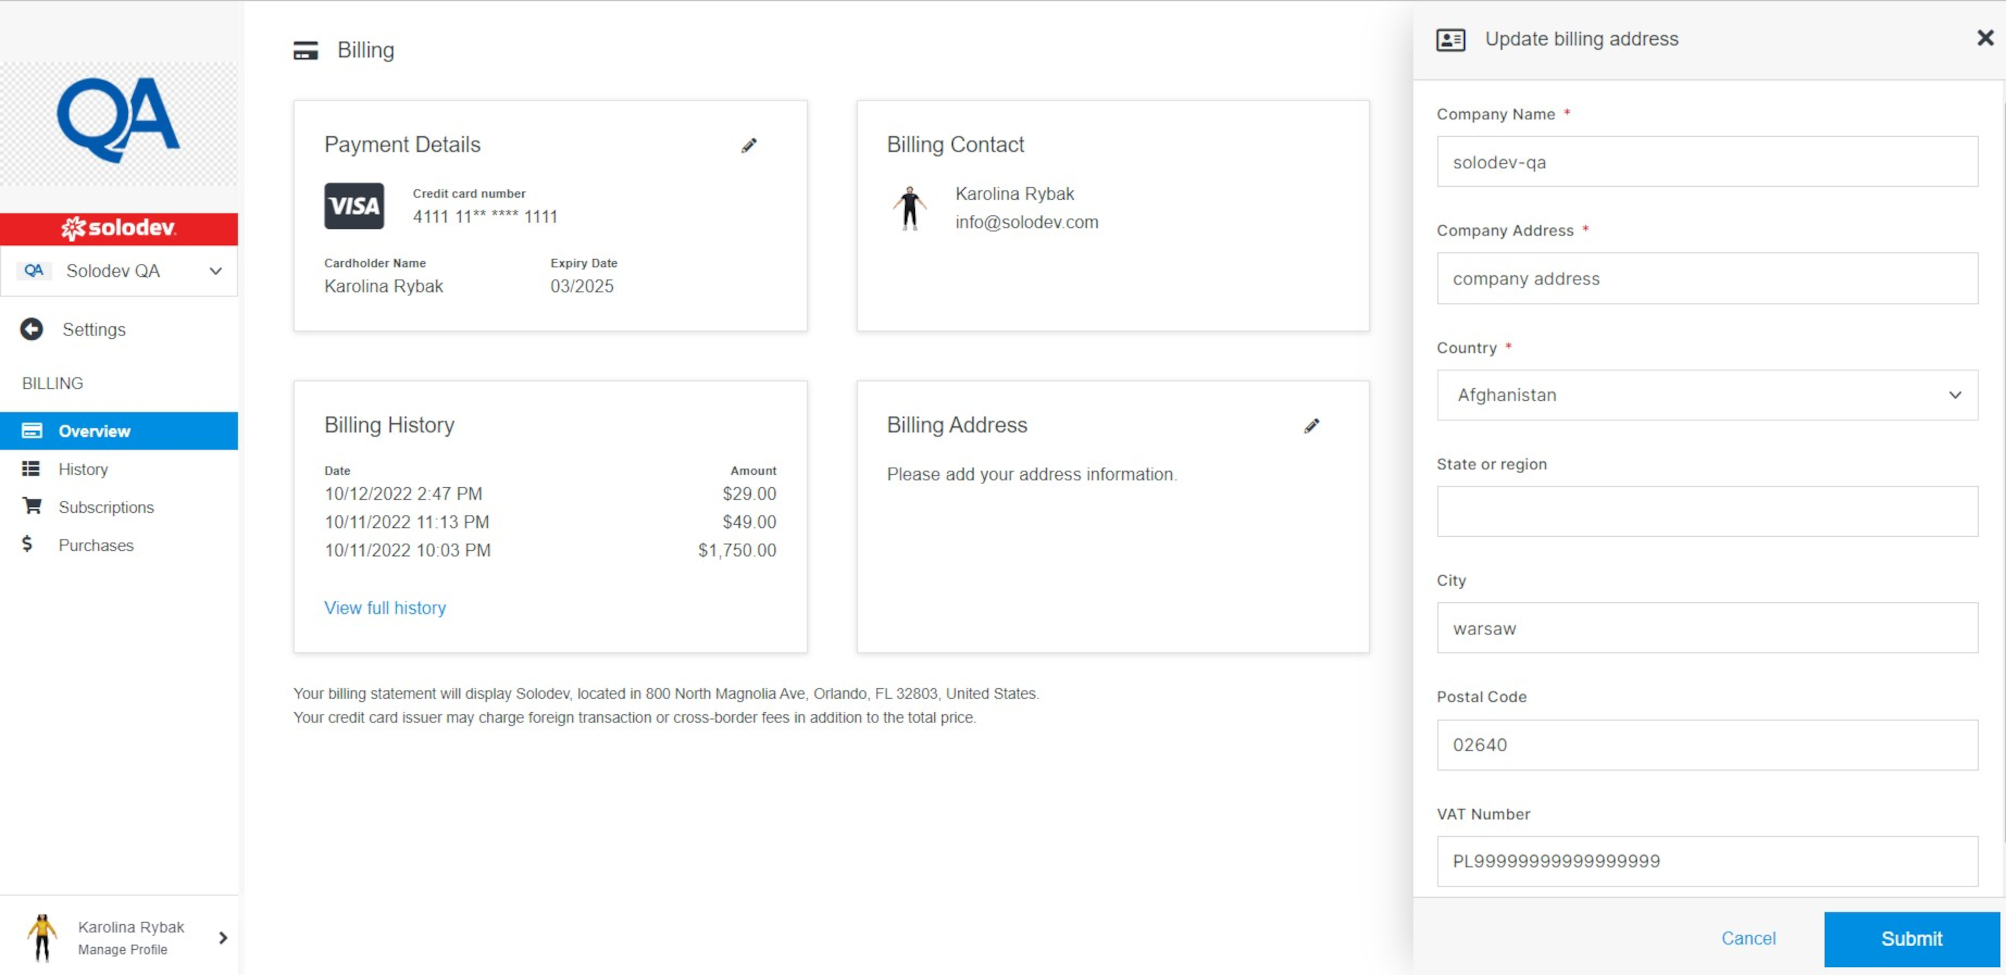 QA
solodev
QA Solodev QA
Settings
BILLING
Overview
History
Subscriptions
Purchases
Karolina Rybak
Manage Profile
Billing
Payment Details
VISA
Credit card number
4111 11** **** 1111
Cardholder Name
Karolina Rybak
Expiry Date
03/2025
Billing Contact
Karolina Rybak
info@solodev.com
Billing History
Date Amount
10/12/2022 2:47 PM $29.00
10/11/2022 11:13 PM $49.00
10/11/2022 10:03 PM $1,750.00
View full history
Billing Address
Please add your address information.
Your billing statement will display Solodev, located in 800 North Magnolia Ave, Orlando, FL 32803, United States.
Your credit card issuer may charge foreign transaction or cross-border fees in addition to the total price.
Update billing address
Company Name *
solodev-qa
Company Address *
company address
Country *
Afghanistan
State or region
City
warsaw
Postal Code
02640
VAT Number
PL99999999999999999
Cancel Submit